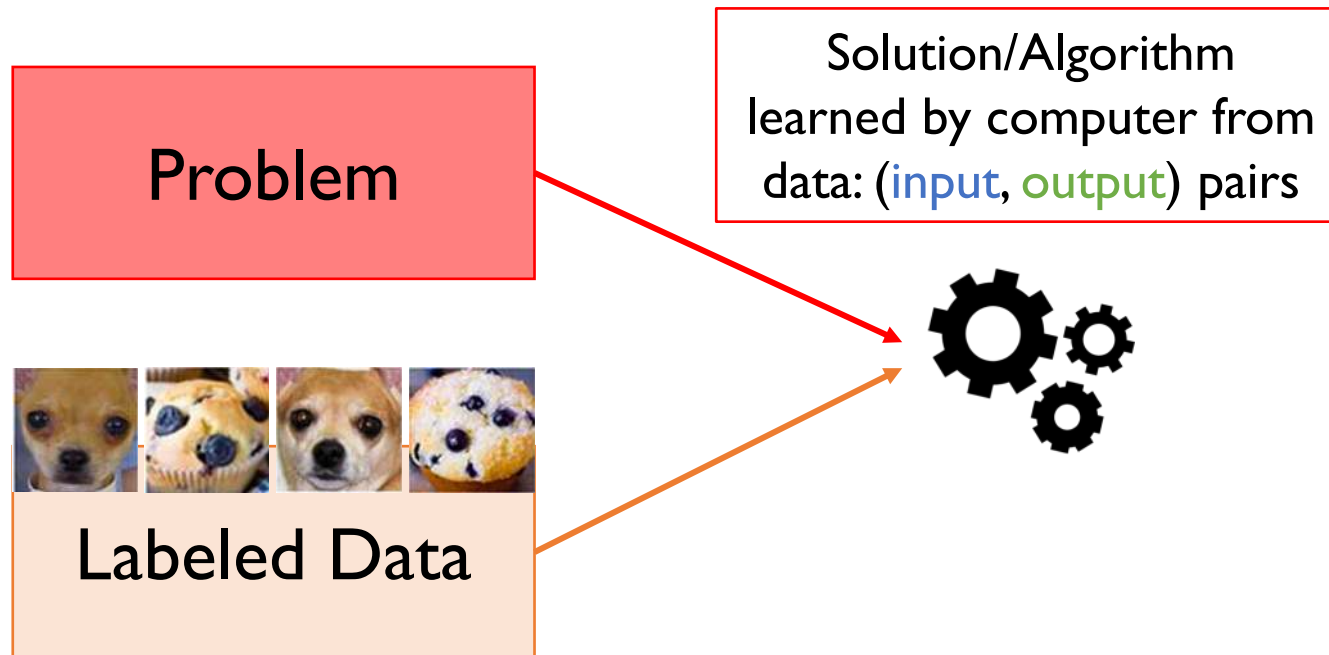 Problem
Solution/Algorithm
learned by computer from
data: (input, output) pairs
Labeled Data